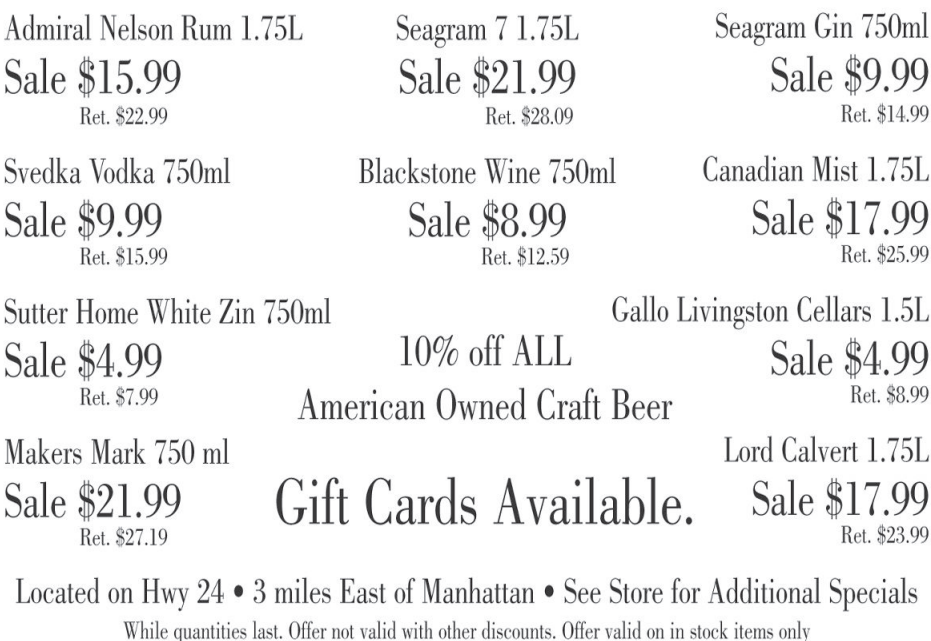 Admiral Nelson Rum 1.75L
Sale $15.99
Ret. $22.99
Seagram 7 1.75L
Sale $21.99
Ret. $28.09
Seagram Gin 750ml
Sale $9.99
Ret. $14.99
Svedka Vodka 750ml
Sale $9.99
Ret. $15.99
Blackstone Wine 750ml
Sale $8.99
Ret. $12.59
Canadian Mist 1.75L
Sale $17.99
Ret. $25.99
Sutter Home White Zin 750ml
Sale $4.99
Ret. $7.99
10% off ALL
American Owned Craft Beer
Gallo Livingston Cellars 1.5L
Sale $4.99
Ret. $8.99
Makers Mark 750 ml
Sale $21.99
Ret. $27.19
Gift Cards Available.
Lord Calvert 1.75L
Sale $17.99
Ret. $23.99
Located on Hwy 24 • 3 miles East of Manhattan • See Store for Additional Specials
While quantities last. Offer not valid with other discounts. Offer valid on in stock items only